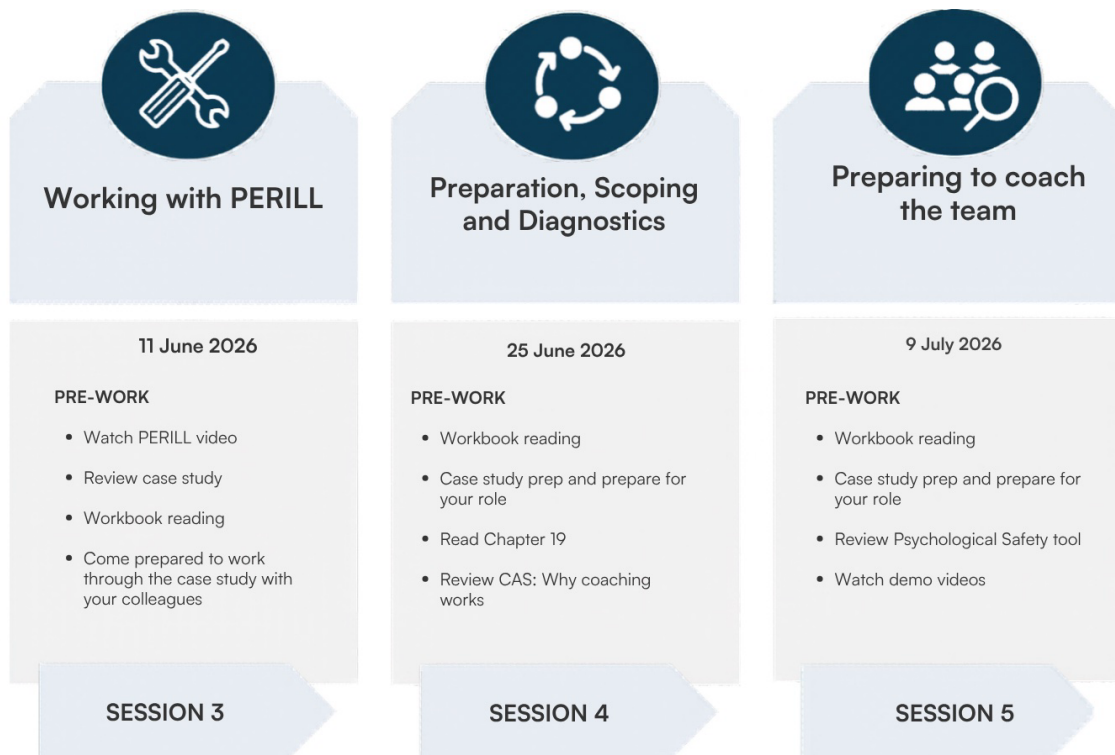 Working with PERILL
11 June 2026
PRE-WORK
• Watch PERILL video
• Review case study
• Workbook reading
• Come prepared to work
through the case study with
your colleagues
SESSION 3
Preparation, Scoping
and Diagnostics
25 June 2026
PRE-WORK
• Workbook reading
• Case study prep and prepare for
your role
• Read Chapter 19
• Review CAS: Why coaching
works
SESSION 4
Preparing to coach
the team
9 July 2026
PRE-WORK
• Workbook reading
• Case study prep and prepare for
your role
• Review Psychological Safety tool
• Watch demo videos
SESSION 5